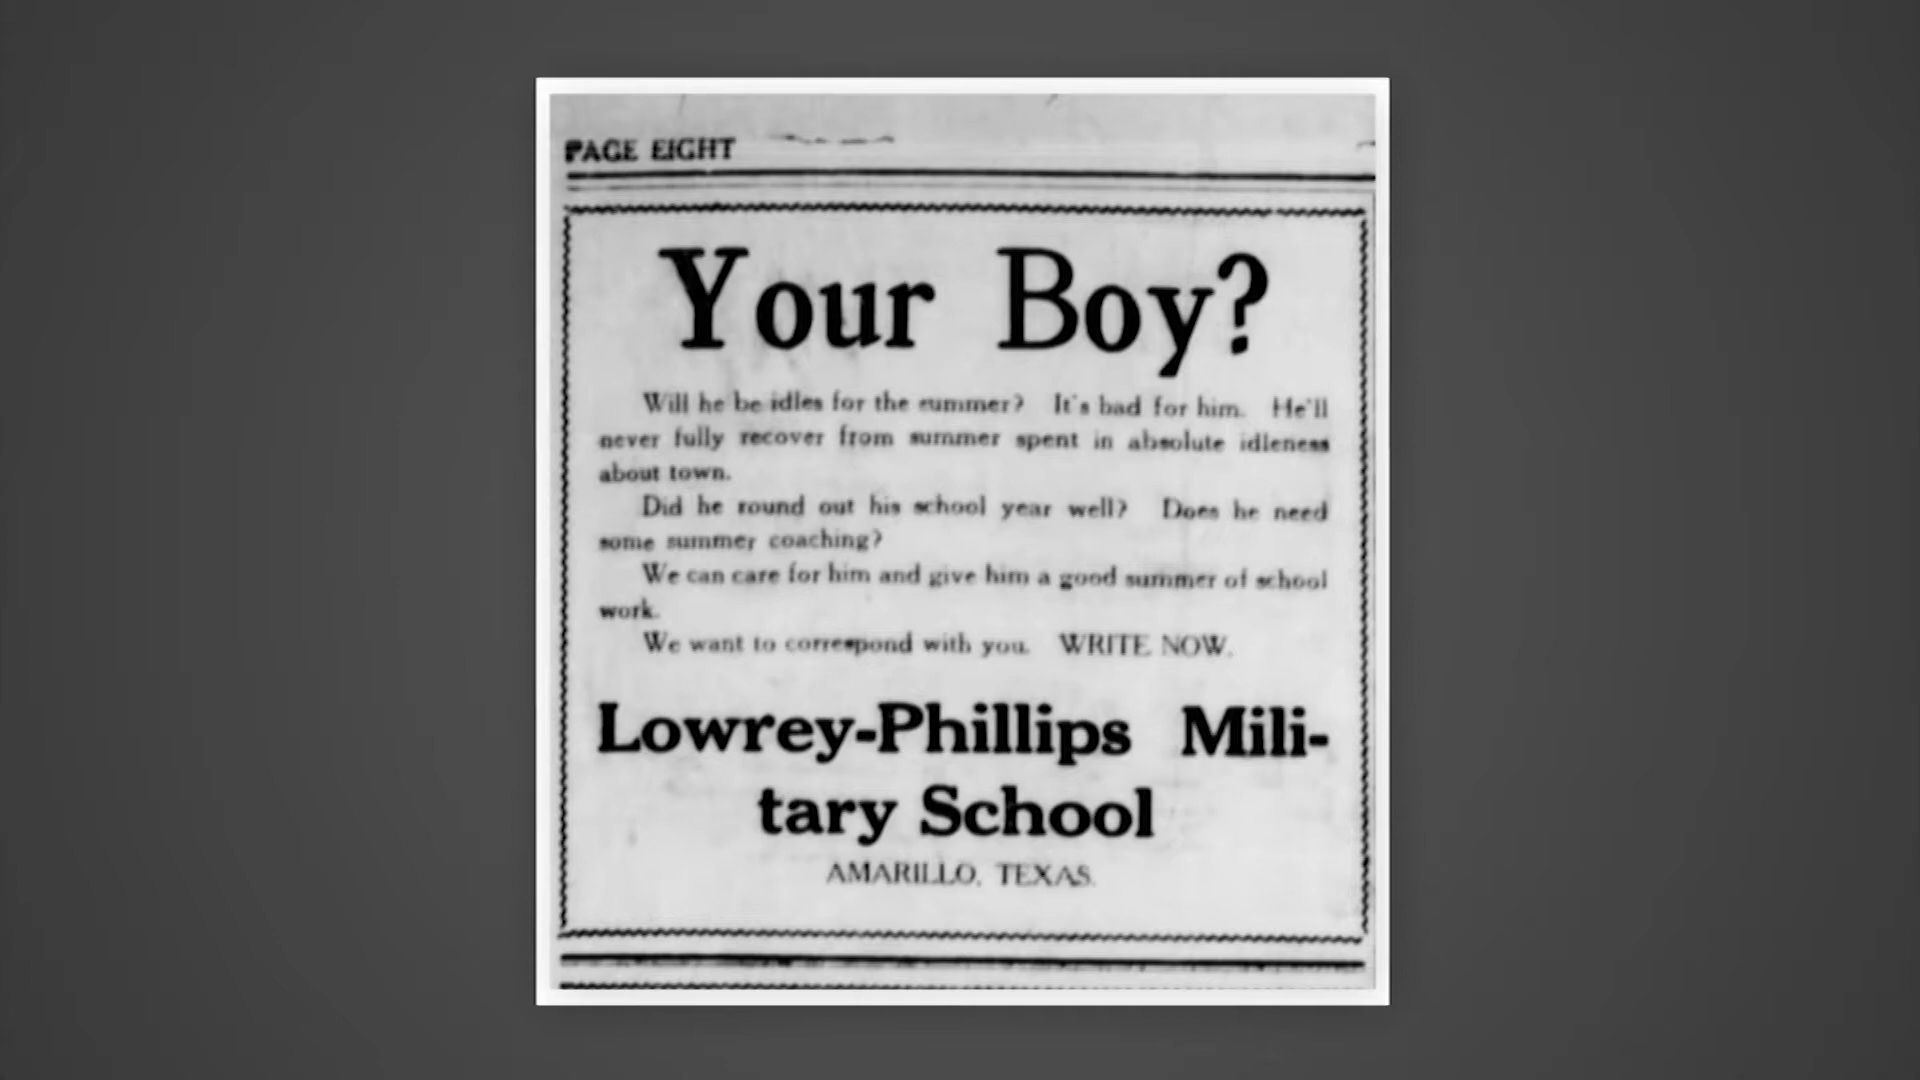 PAGE EIGHT
Your Boy?
Will he be idles for the summer? It's bad for him. He'll
never fully recover from summer spent in absolute idleness
about town.
Did he round out his school year well? Does he need
some summer coaching?
We can care for him and give him a good summer of school
work.
We want to correspond with you. WRITE NOW.
Lowrey-Phillips Mili-
tary School
AMARILLO, TEXAS.